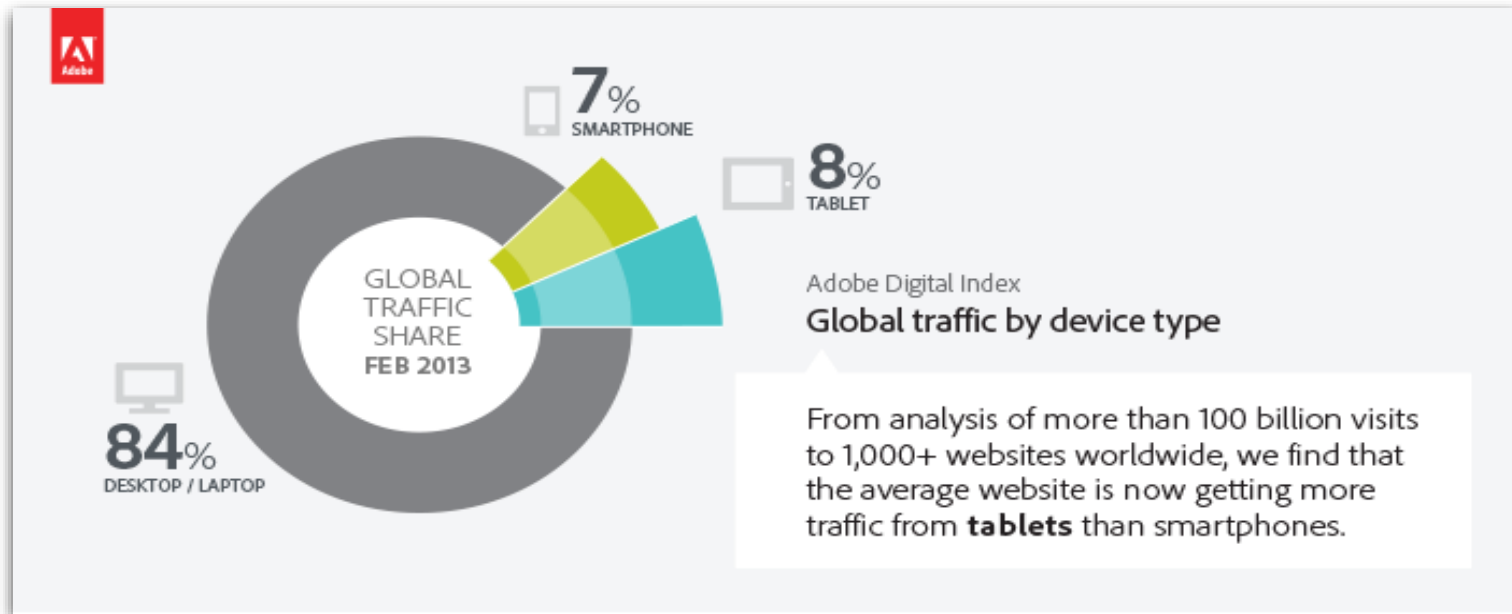 Adobe
7%
SMARTPHONE
8%
TABLET
GLOBAL
TRAFFIC
SHARE
FEB 2013
84%
DESKTOP / LAPTOP
Adobe Digital Index
Global traffic by device type
From analysis of more than 100 billion visits
to 1,000+ websites worldwide, we find that
the average website is now getting more
traffic from tablets than smartphones.